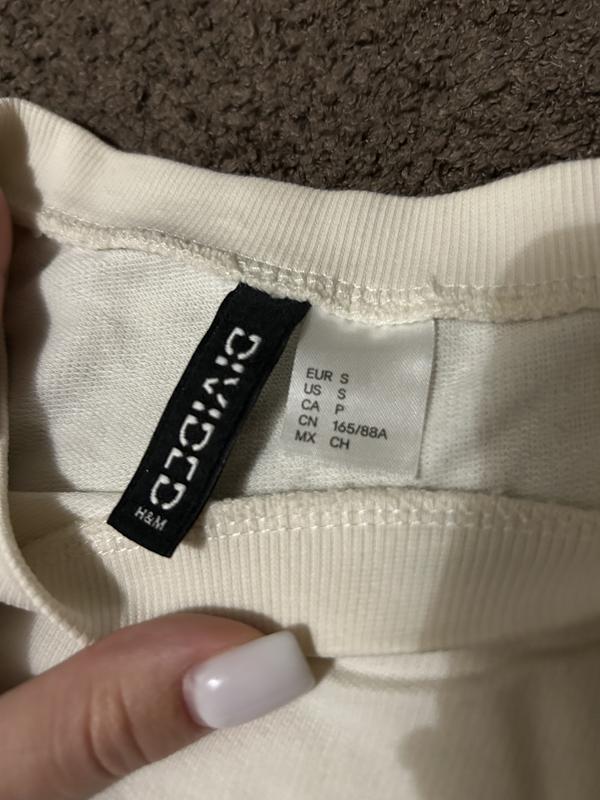 DIVIDED
H&M
EUR S
US S
CA P
CN 165/88A
MX CH